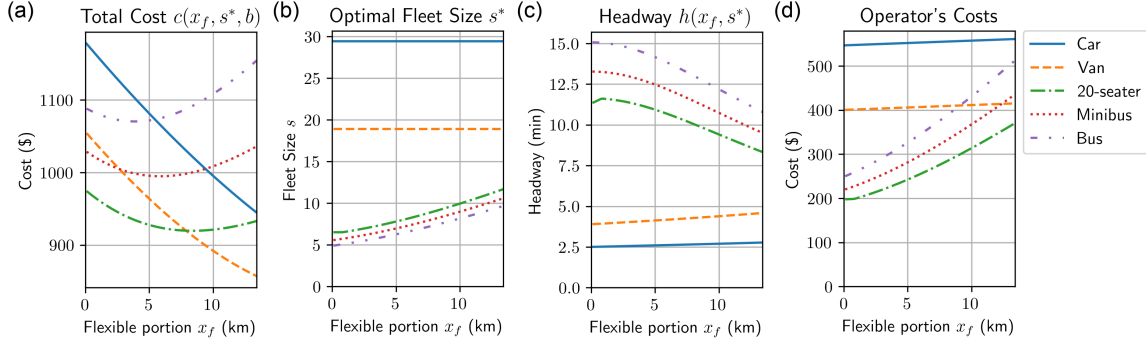 (a)
Total Cost c(x_f, s*, b)
1100
1000
900
Cost ($)
0 5 10
Flexible portion x_f (km)
(b)
Optimal Fleet Size s*
30
25
20
15
10
5
0
Fleet Size s
0 5 10
Flexible portion x_f (km)
(c)
Headway h(x_f, s*)
15.0
12.5
10.0
7.5
5.0
2.5
0.0
Headway (min)
0 5 10
Flexible portion x_f (km)
(d)
Operator's Costs
500
400
300
200
100
0
Cost ($)
0 5 10
Flexible portion x_f (km)
Car
Van
20-seater
Minibus
Bus